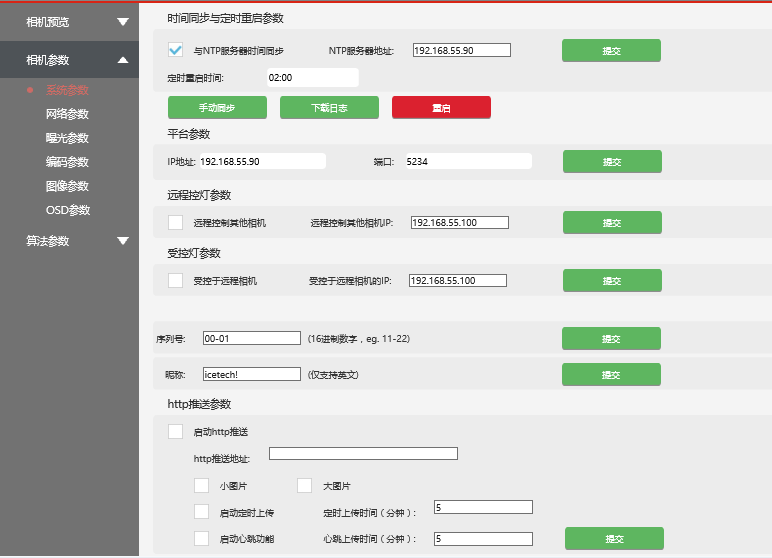 相机预览
相机参数
系统参数
网络参数
曝光参数
编码参数
图像参数
OSD参数
算法参数
时间同步与定时重启参数
与NTP服务器时间同步 NTP服务器地址: 192.168.55.90 提交
定时重启时间: 02:00
手动同步 下载日志 重启
平台参数
IP地址: 192.168.55.90 端口: 5234 提交
远程控灯参数
远程控制其他相机 远程控制其他相机IP: 192.168.55.100 提交
受控灯参数
受控于远程相机 受控于远程相机的IP: 192.168.55.100 提交
序列号: 00-01 (16进制数字，eg. 11-22) 提交
昵称: icetech! (仅支持英文) 提交
http推送参数
启动http推送
http推送地址:
小图片 大图片
启动定时上传 定时上传时间（分钟）: 5
启动心跳功能 心跳上传时间（分钟）: 5 提交